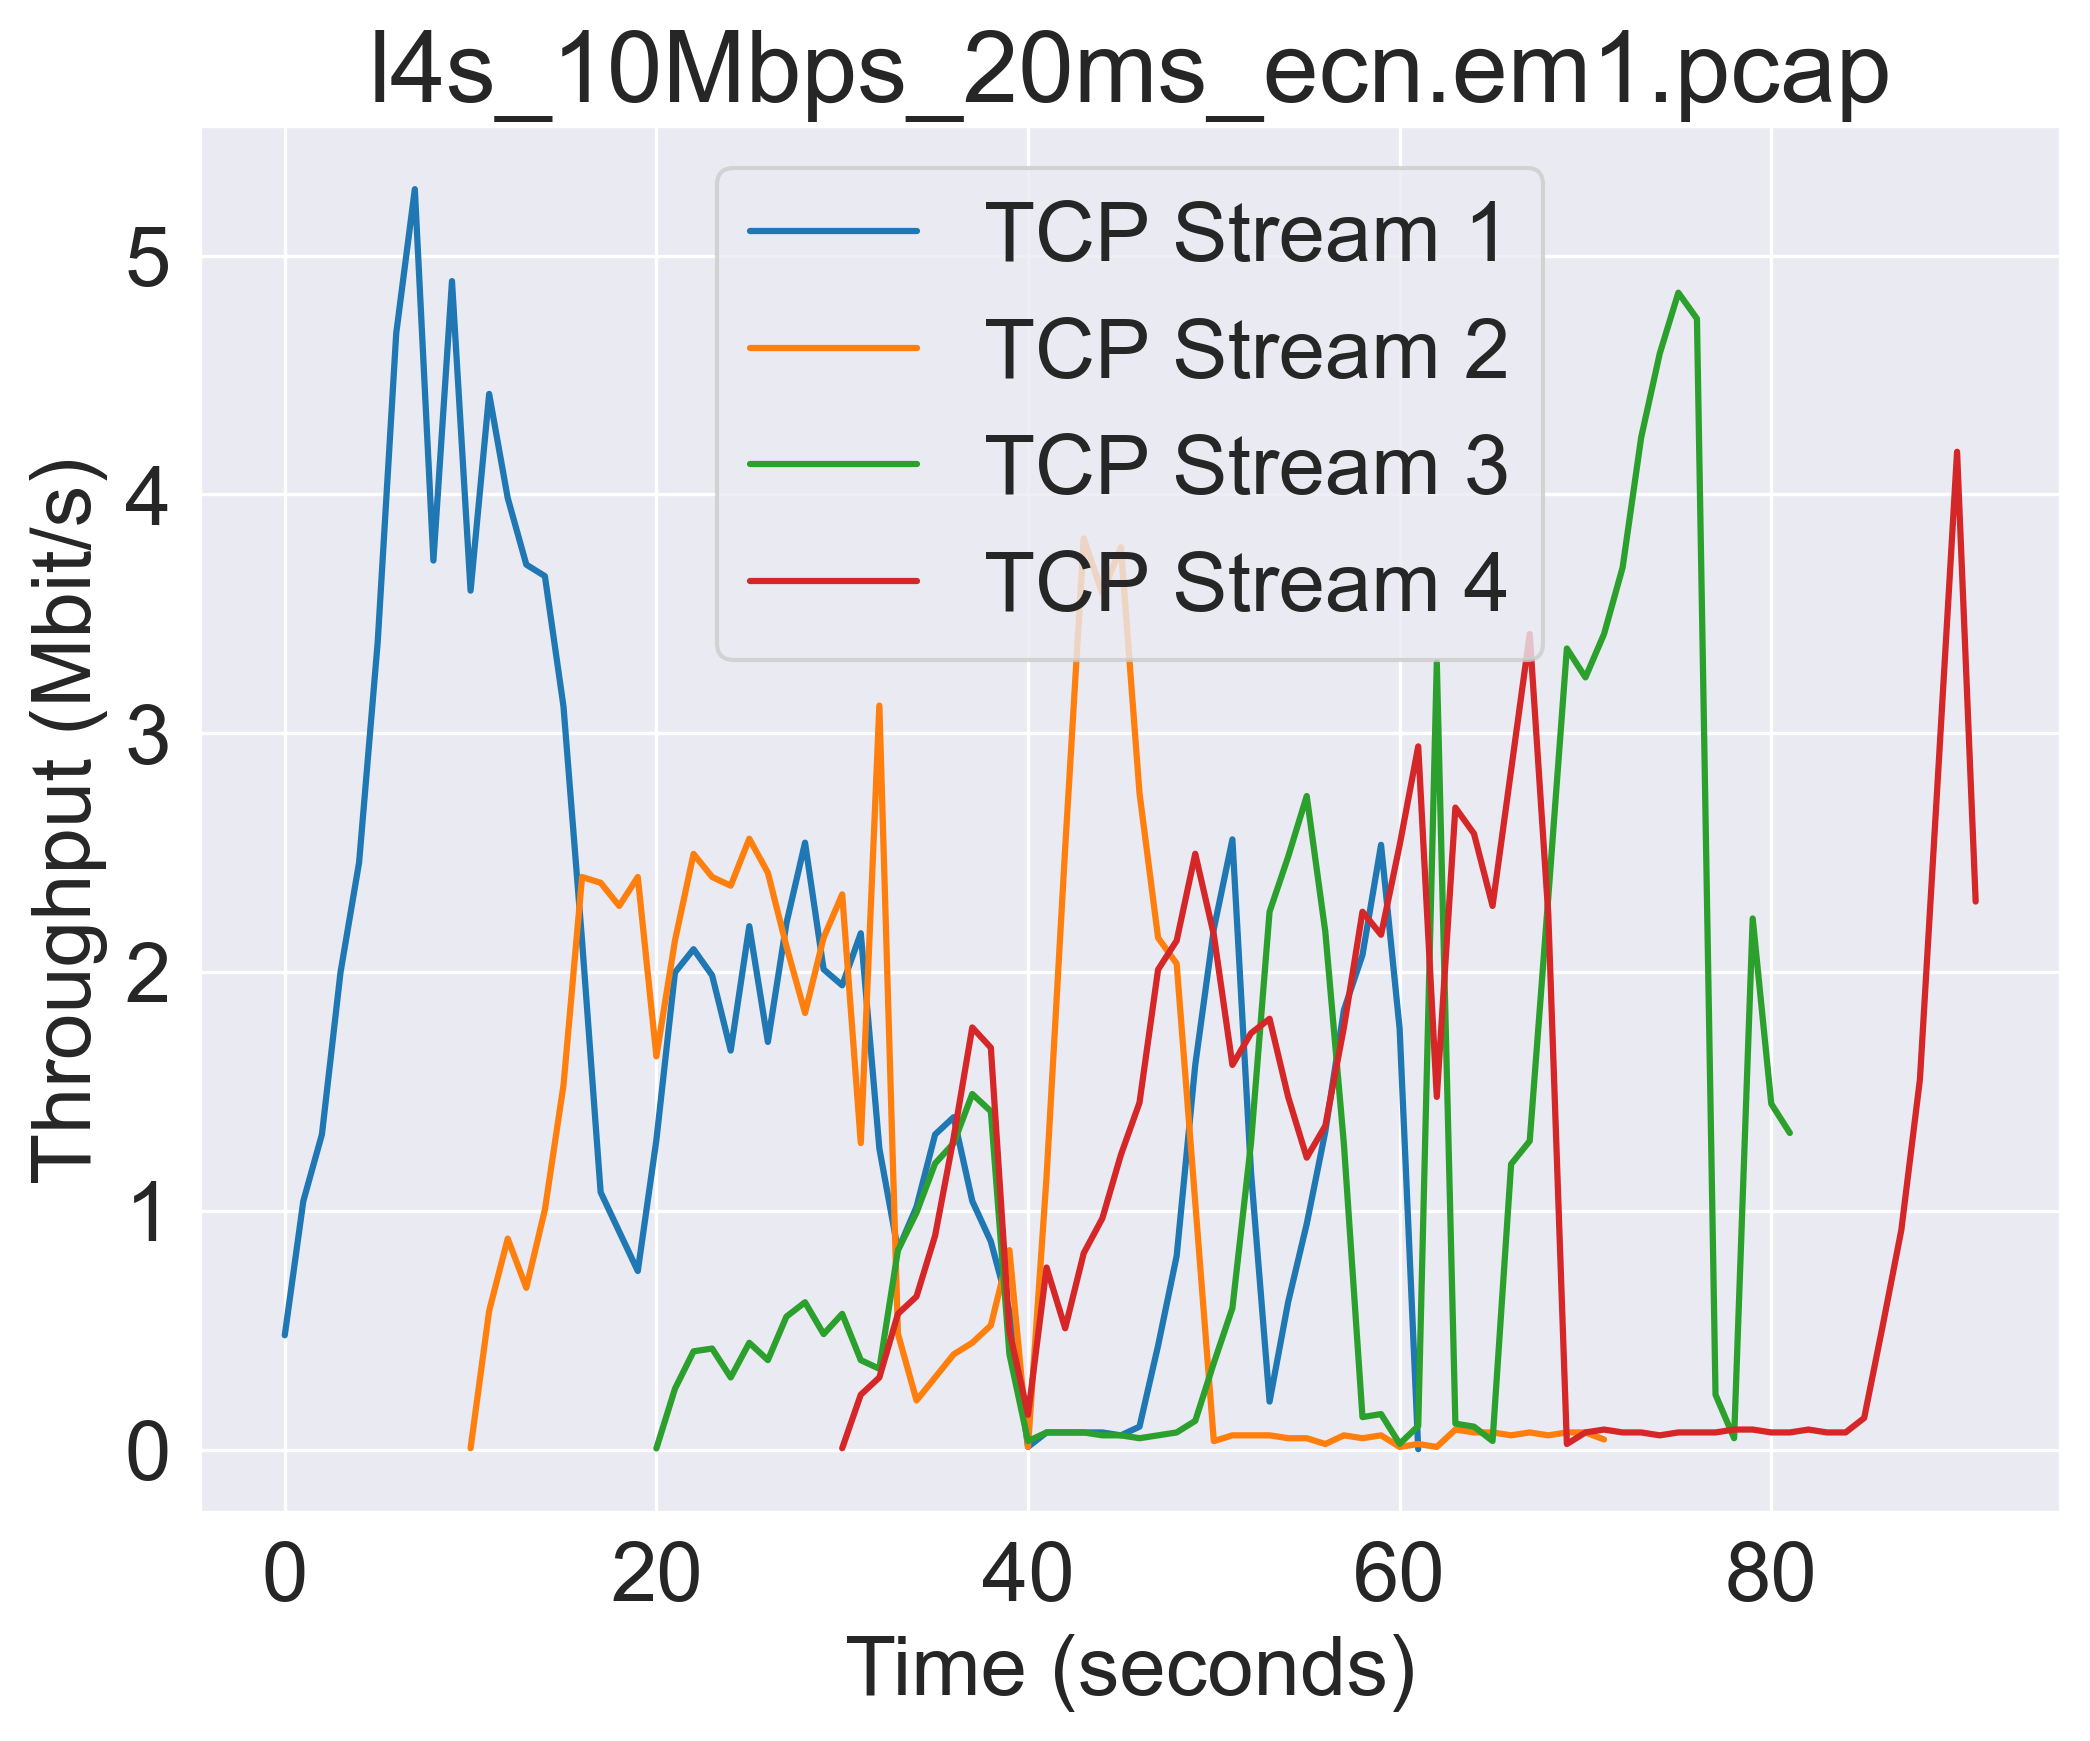 l4s_10Mbps_20ms_ecn.em1.pcap
TCP Stream 1
TCP Stream 2
TCP Stream 3
TCP Stream 4
Throughput (Mbit/s)
5
4
3
2
1
0
0 20 40 60 80
Time (seconds)